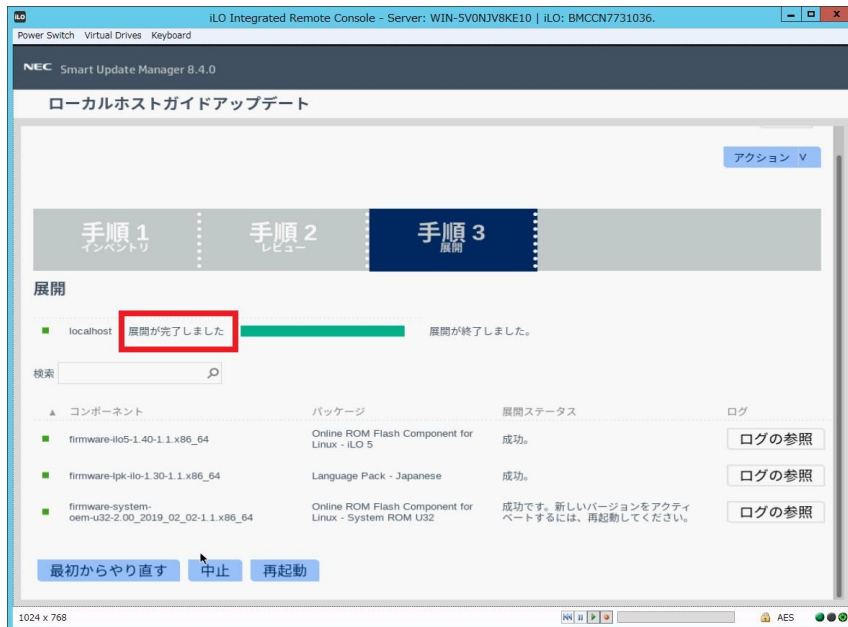 iLO
iLO Integrated Remote Console - Server: WIN-5V0NJV8KE10 | iLO: BMCCN7731036.
Power Switch Virtual Drives Keyboard
NEC Smart Update Manager 8.4.0
ローカルホストガイドアップデート
アクション
手順 1
インベントリ
手順 2
レビュー
手順 3
展開
展開
localhost 展開が完了しました 展開が終了しました。
検索
コンポーネント パッケージ 展開ステータス ログ
firmware-ilo5-1.40-1.1.x86_64 Online ROM Flash Component for
Linux - iLO 5 成功。 ログの参照
firmware-lpk-ilo-1.30-1.1.x86_64 Language Pack - Japanese 成功。 ログの参照
firmware-system-
oem-u32-2.00_2019_02_02-1.1.x86_64 Online ROM Flash Component for
Linux - System ROM U32 成功です。新しいバージョンをアクティ
ベートするには、再起動してください。 ログの参照
最初からやり直す 中止 再起動
1024 x 768 AES